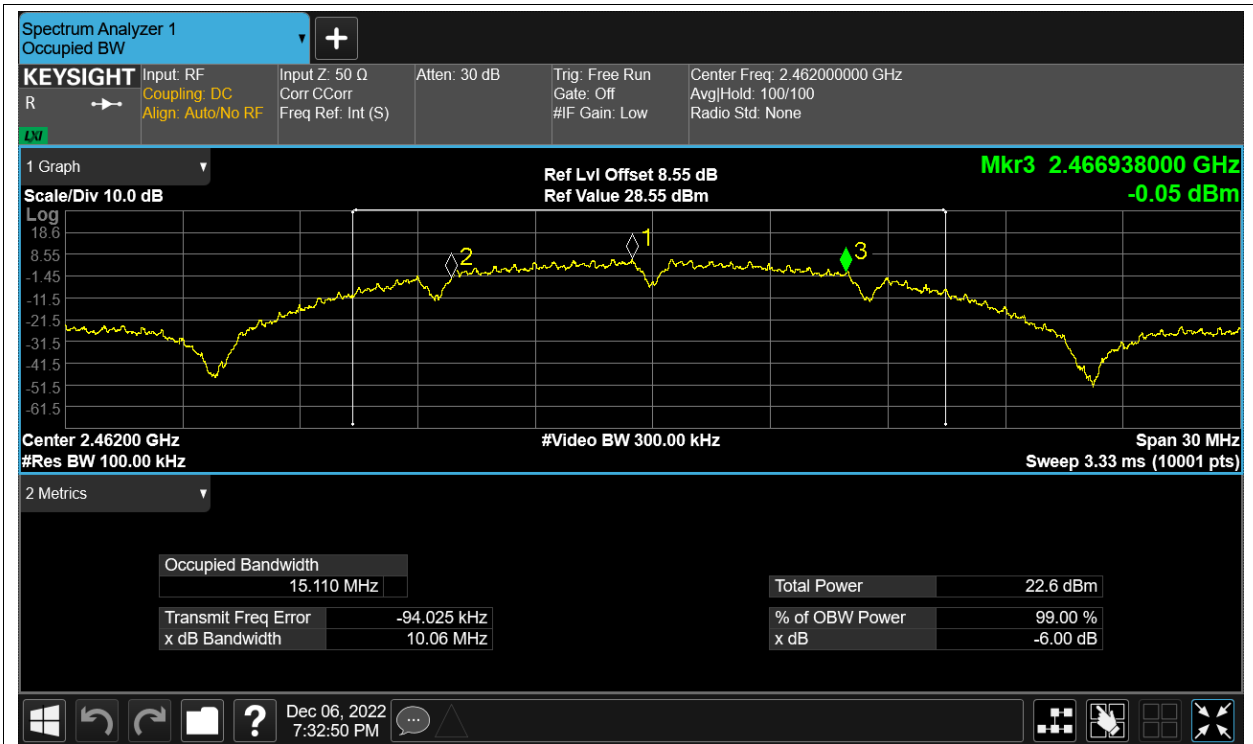 Spectrum Analyzer 1
Occupied BW
KEYSIGHT
R
LXI
Input: RF
Coupling: DC
Align: Auto/No RF
Input Z: 50 Ω
Corr CCorr
Freq Ref: Int (S)
Atten: 30 dB
Trig: Free Run
Gate: Off
#IF Gain: Low
Center Freq: 2.462000000 GHz
Avg|Hold: 100/100
Radio Std: None
1 Graph
Scale/Div 10.0 dB
Ref Lvl Offset 8.55 dB
Ref Value 28.55 dBm
Mkr3 2.466938000 GHz
-0.05 dBm
Log
18.6
8.55
-1.45
-11.5
-21.5
-31.5
-41.5
-51.5
-61.5
2
1
3
Center 2.46200 GHz
#Res BW 100.00 kHz
#Video BW 300.00 kHz
Span 30 MHz
Sweep 3.33 ms (10001 pts)
2 Metrics
Occupied Bandwidth
15.110 MHz
Transmit Freq Error -94.025 kHz
x dB Bandwidth 10.06 MHz
Total Power 22.6 dBm
% of OBW Power 99.00 %
x dB -6.00 dB
?
Dec 06, 2022
7:32:50 PM